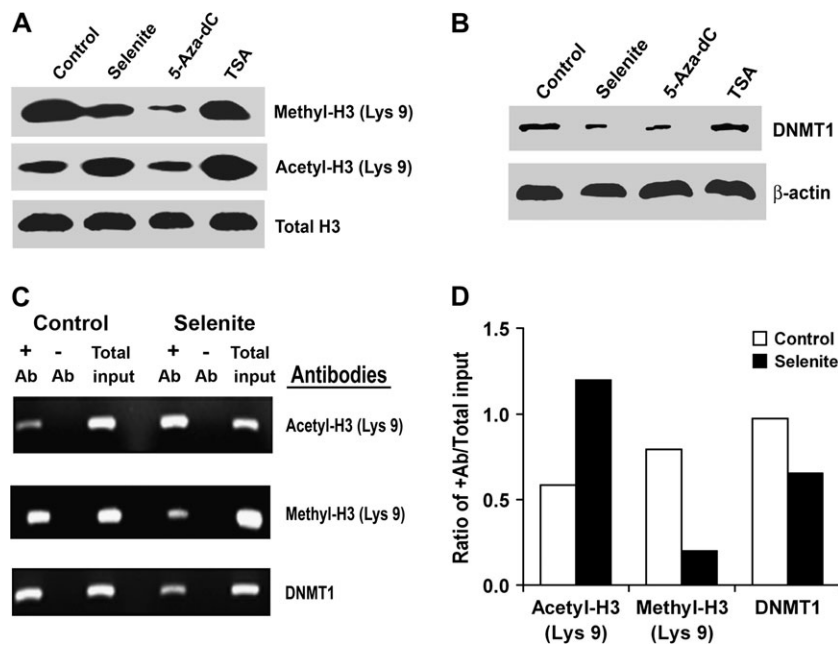 A
Control Selenite 5-Aza-dC TSA
Methyl-H3 (Lys 9)
Acetyl-H3 (Lys 9)
Total H3
B
Control Selenite 5-Aza-dC TSA
DNMT1
β-actin
C
Control Selenite
+ - Total + - Total
Ab Ab input Ab Ab input
Antibodies
Acetyl-H3 (Lys 9)
Methyl-H3 (Lys 9)
DNMT1
D
Ratio of +Ab/Total input
1.5
1.0
0.5
0.0
Control
Selenite
Acetyl-H3 Methyl-H3 DNMT1
(Lys 9) (Lys 9)